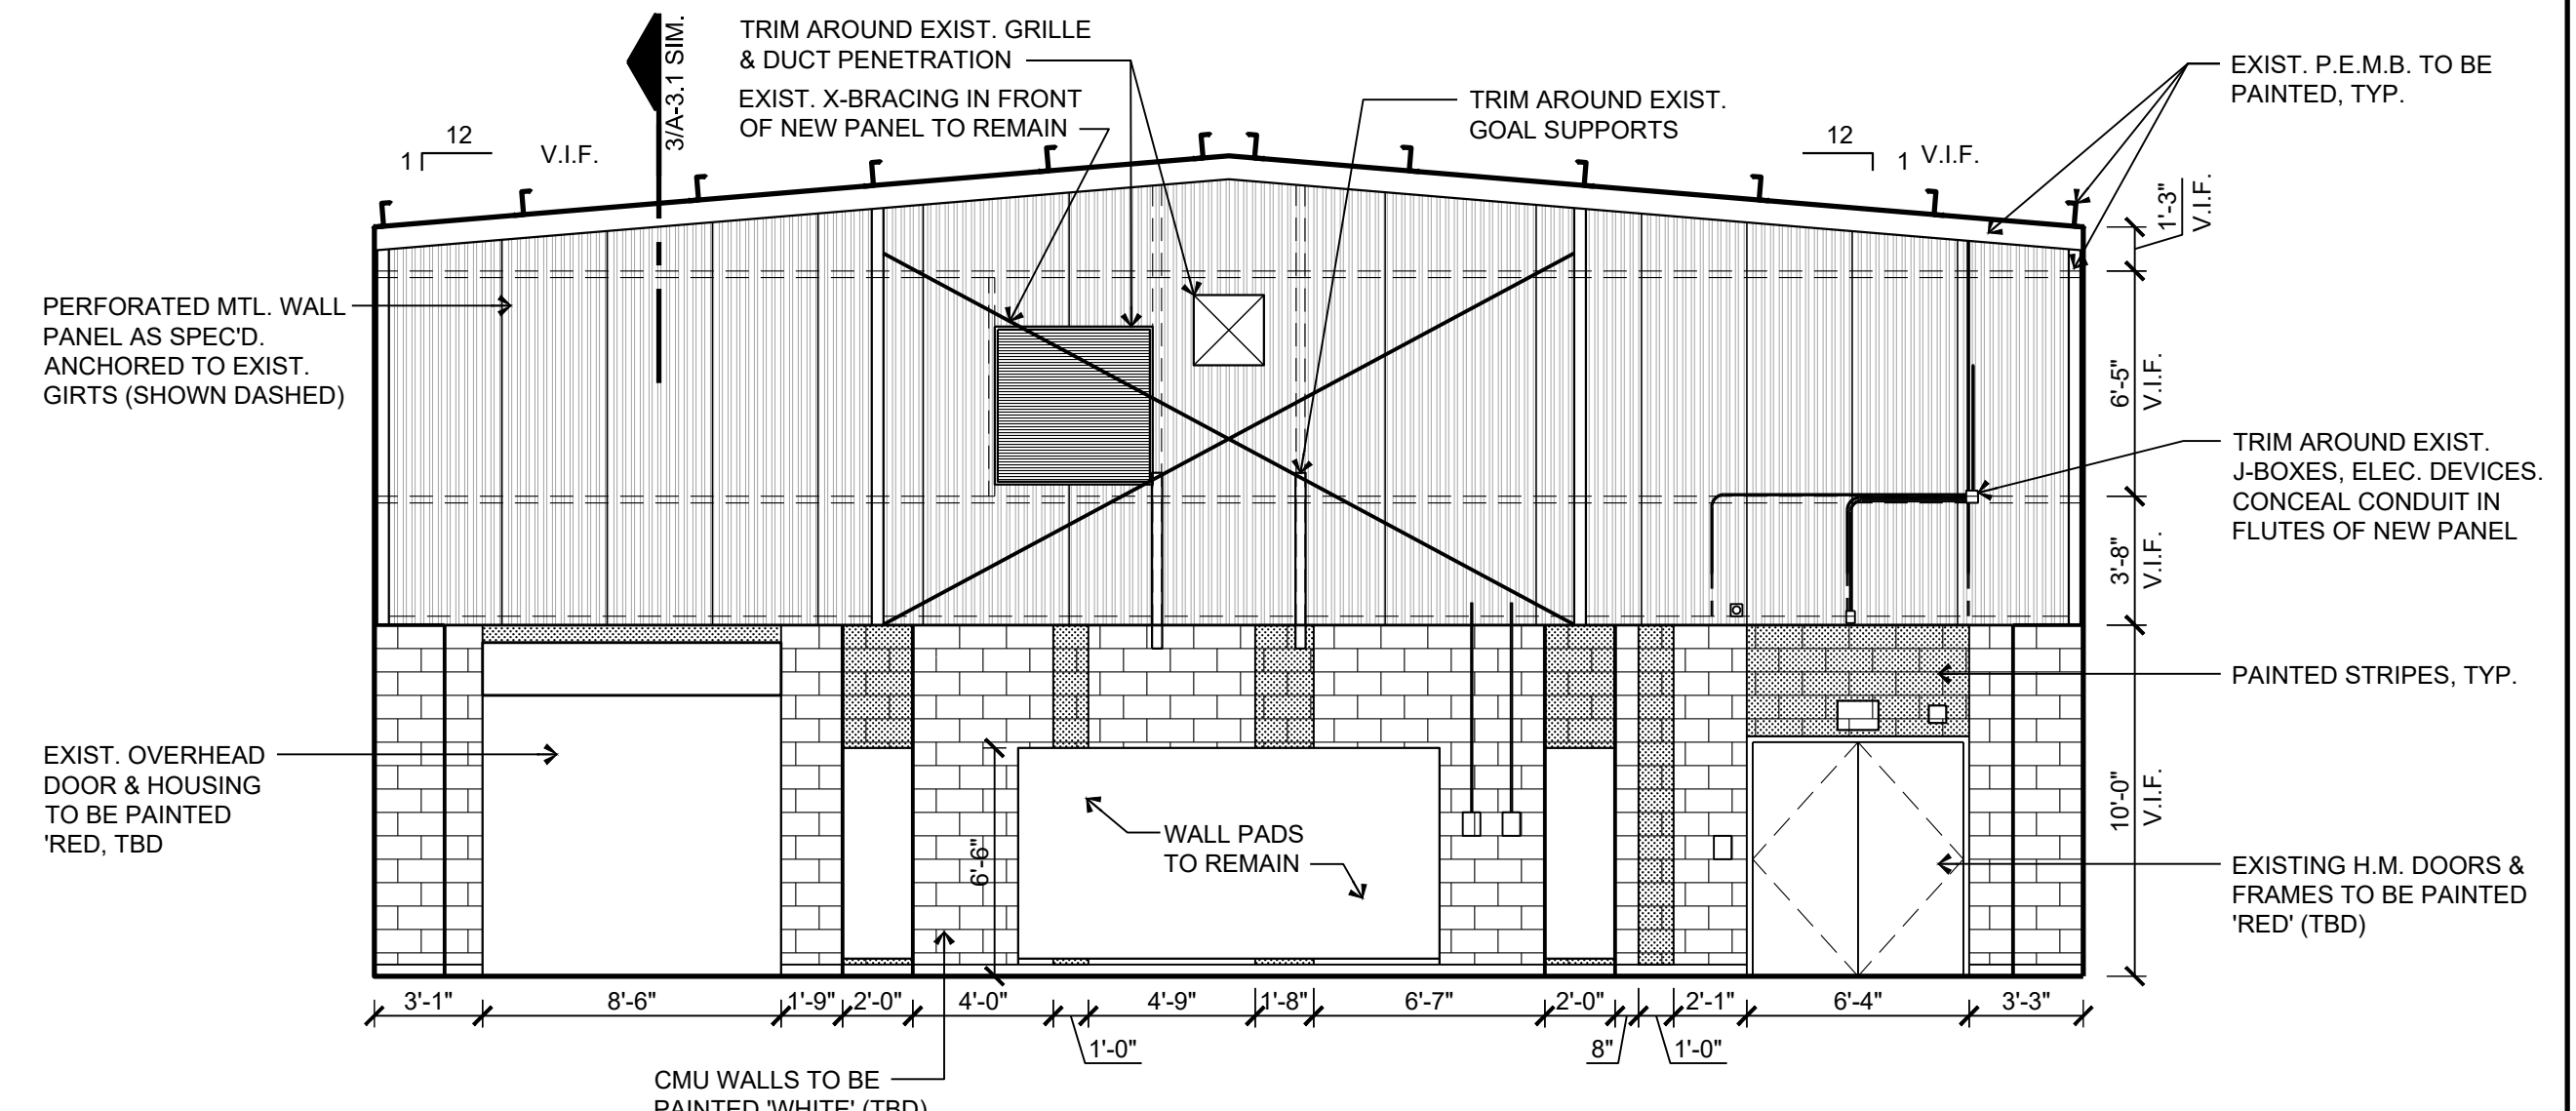 TRIM AROUND EXIST. GRILLE
& DUCT PENETRATION
EXIST. X-BRACING IN FRONT
OF NEW PANEL TO REMAIN
3/A-3.1 SIM.
12
1
V.I.F.
TRIM AROUND EXIST.
GOAL SUPPORTS
12
1
V.I.F.
EXIST. P.E.M.B. TO BE
PAINTED, TYP.
1'-3"
V.I.F.
PERFORATED MTL. WALL
PANEL AS SPEC'D.
ANCHORED TO EXIST.
GIRTS (SHOWN DASHED)
6'-5"
V.I.F.
TRIM AROUND EXIST.
J-BOXES, ELEC. DEVICES.
CONCEAL CONDUIT IN
FLUTES OF NEW PANEL
3'-8"
V.I.F.
PAINTED STRIPES, TYP.
EXIST. OVERHEAD
DOOR & HOUSING
TO BE PAINTED
'RED, TBD
6'-6"
WALL PADS
TO REMAIN
10'-0"
V.I.F.
EXISTING H.M. DOORS &
FRAMES TO BE PAINTED
'RED' (TBD)
3'-1"
8'-6"
1'-9"
2'-0"
4'-0"
1'-0"
4'-9"
1'-8"
6'-7"
2'-0"
8"
1'-0"
2'-1"
6'-4"
3'-3"
CMU WALLS TO BE
PAINTED 'WHITE' (TBD)